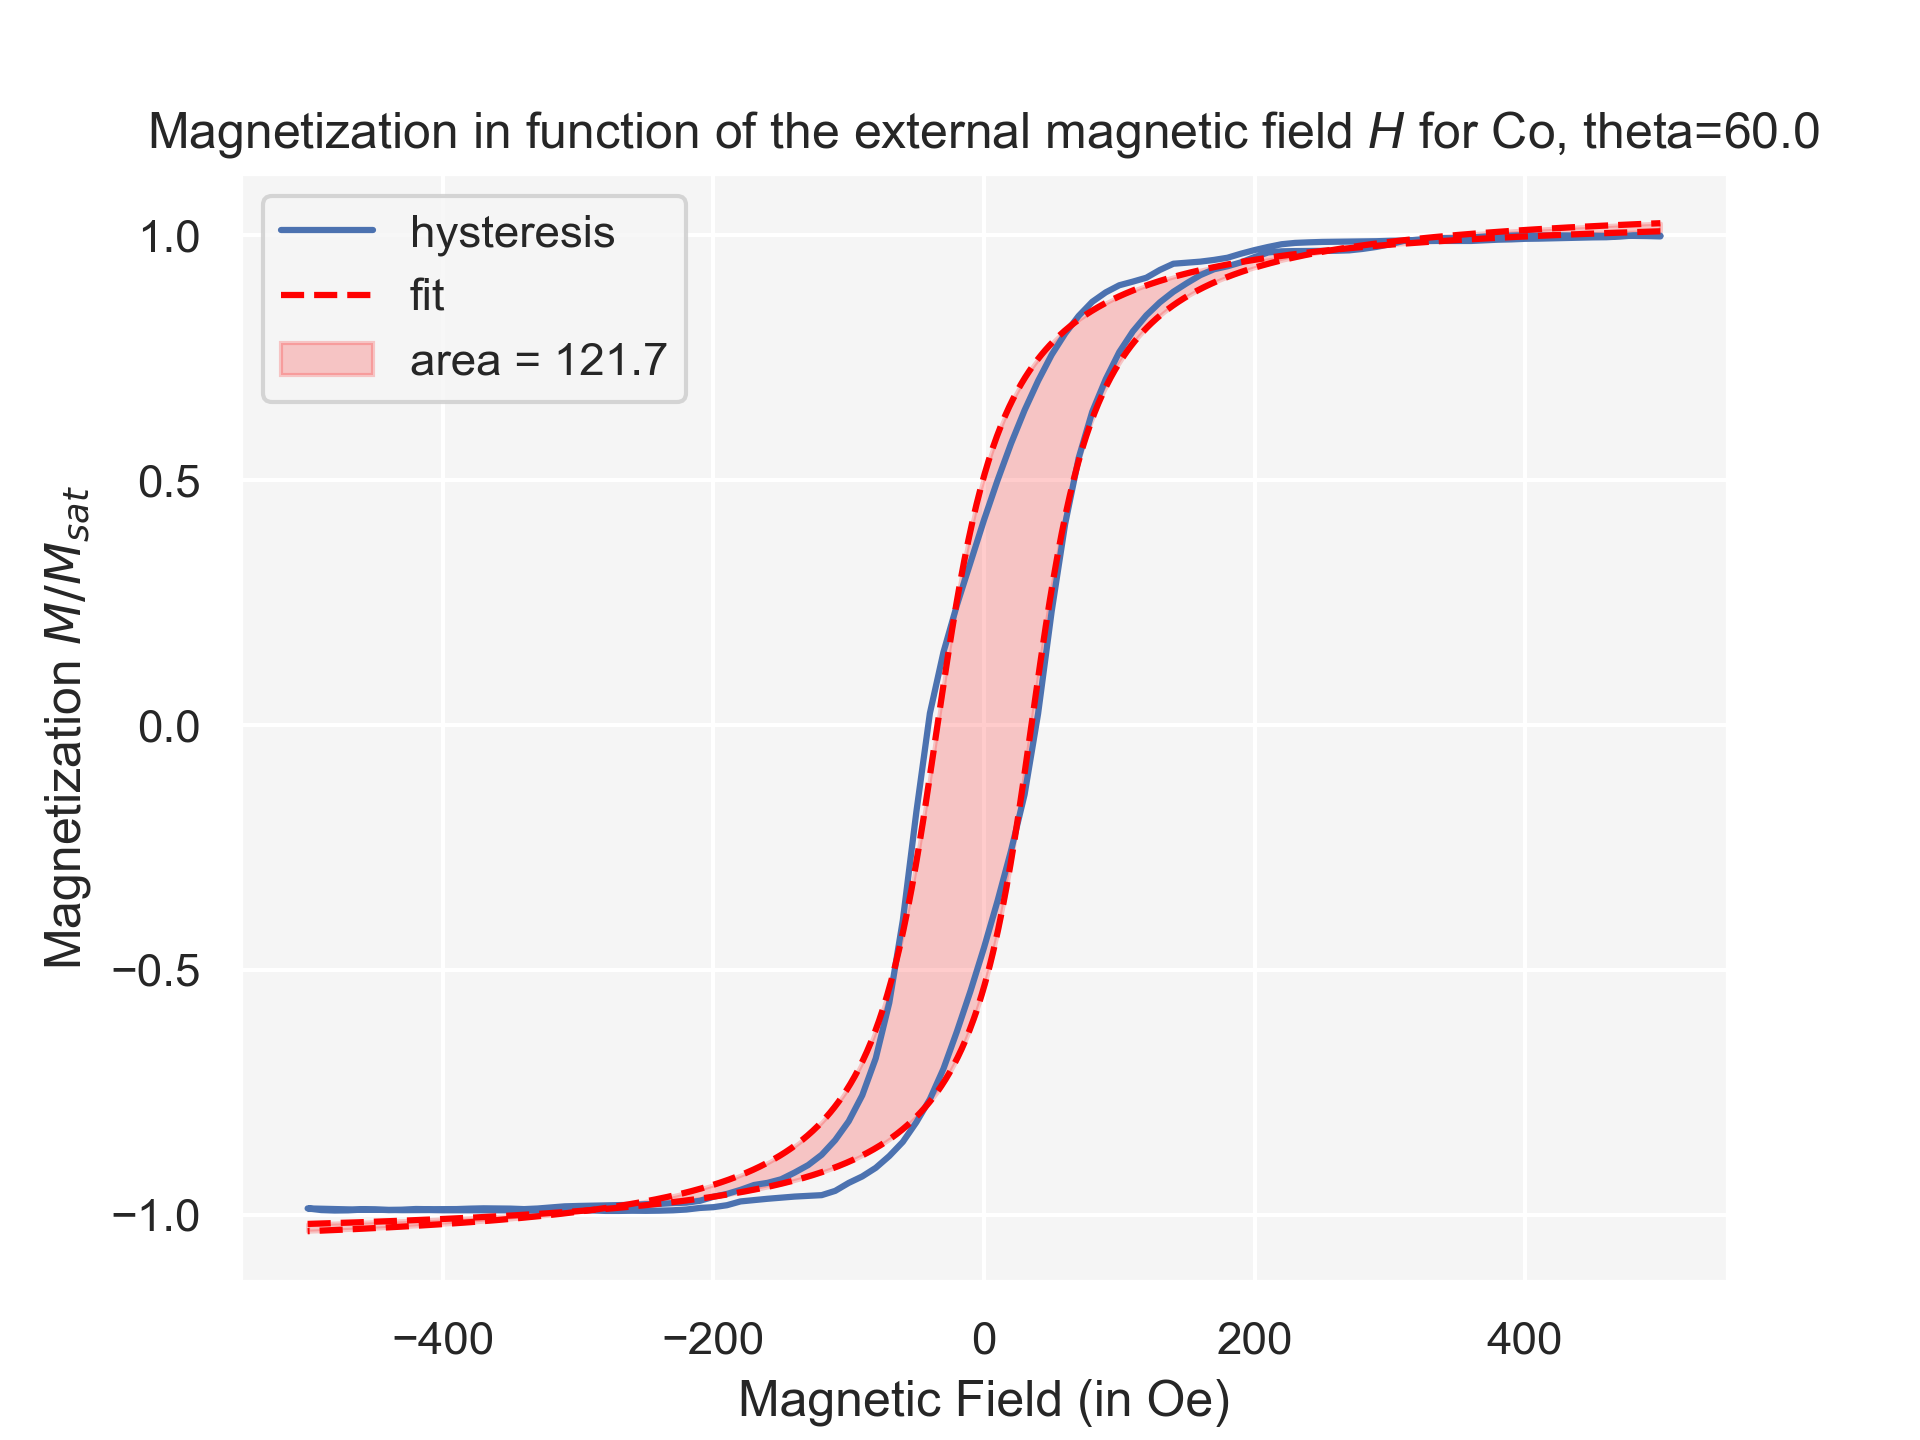 Magnetization in function of the external magnetic field H for Co, theta=60.0
hysteresis
fit
area = 121.7
1.0
0.5
0.0
−0.5
−1.0
Magnetization M/M_sat
−400
−200
0
200
400
Magnetic Field (in Oe)